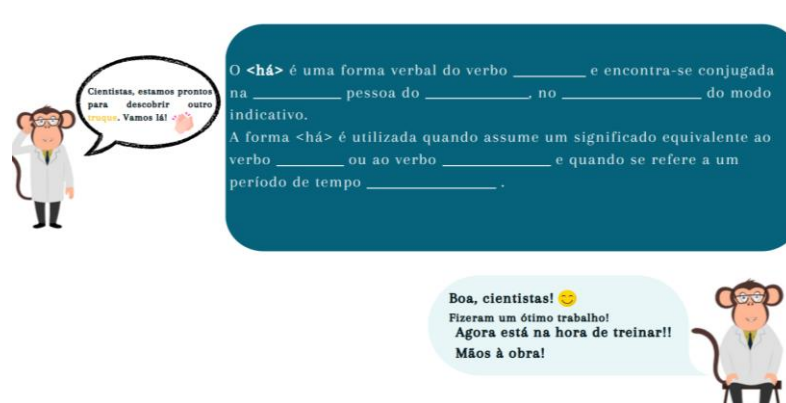 Cientistas, estamos prontos
para descobrir outro
truque. Vamos lá!
O <há> é uma forma verbal do verbo _________ e encontra-se conjugada
na ___________ pessoa do _____________, no _________________ do modo
indicativo.
A forma <há> é utilizada quando assume um significado equivalente ao
verbo ________ ou ao verbo _____________ e quando se refere a um
período de tempo ________________ .
Boa, cientistas! 😊
Fizeram um ótimo trabalho!
Agora está na hora de treinar!!
Mãos à obra!